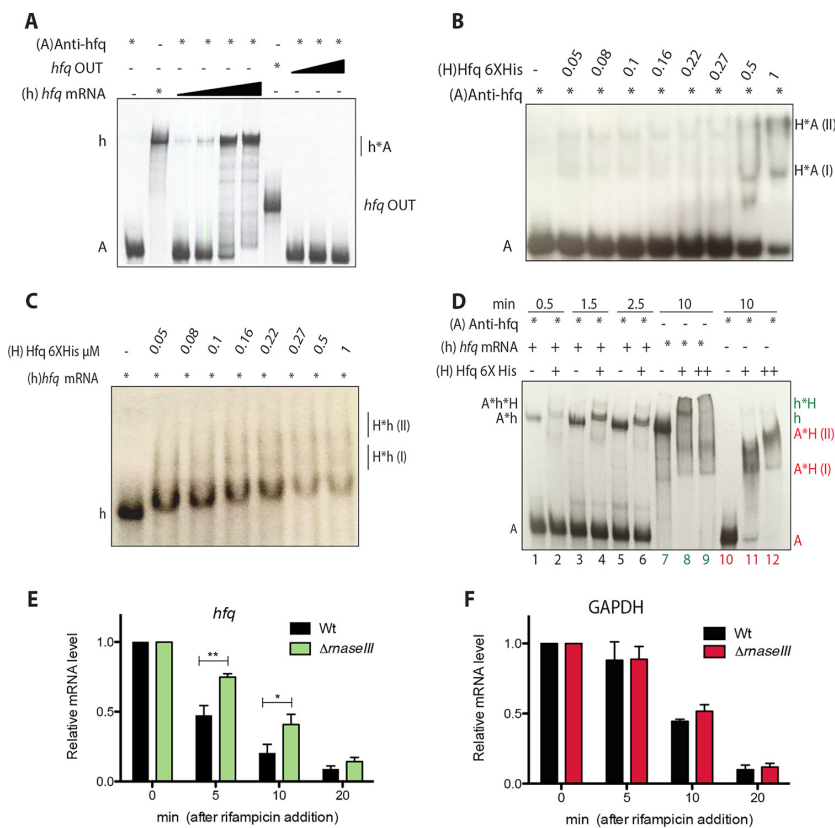 A
(A)Anti-hfq * - * * * * - * * *
hfq OUT - - - - - - *
(h) hfq mRNA - * - - - -
h
h*A
hfq OUT
A
B
(H)Hfq 6XHis - 0.05 0.08 0.1 0.16 0.22 0.27 0.5 1
(A)Anti-hfq * * * * * * * * *
H*A (II)
H*A (I)
A
C
(H) Hfq 6XHis μM - 0.05 0.08 0.1 0.16 0.22 0.27 0.5 1
(h)hfq mRNA * * * * * * * * *
H*h (II)
H*h (I)
h
D
min 0.5 1.5 2.5 10 10
(A) Anti-hfq * * * * * * - - - * * *
(h) hfq mRNA + + + + + + * * * - - -
(H) Hfq 6X His - + - + - + - + ++ - + ++
A*h*H
A*h
A
h*H
h
A*H (II)
A*H (I)
A
1 2 3 4 5 6 7 8 9 10 11 12
E
hfq
Wt
ΔrnaseIII
**
*
Relative mRNA level
1.0
0.5
0.0
0 5 10 20
min (after rifampicin addition)
F
GAPDH
Wt
ΔrnaseIII
Relative mRNA level
1.0
0.5
0.0
0 5 10 20
min (after rifampicin addition)